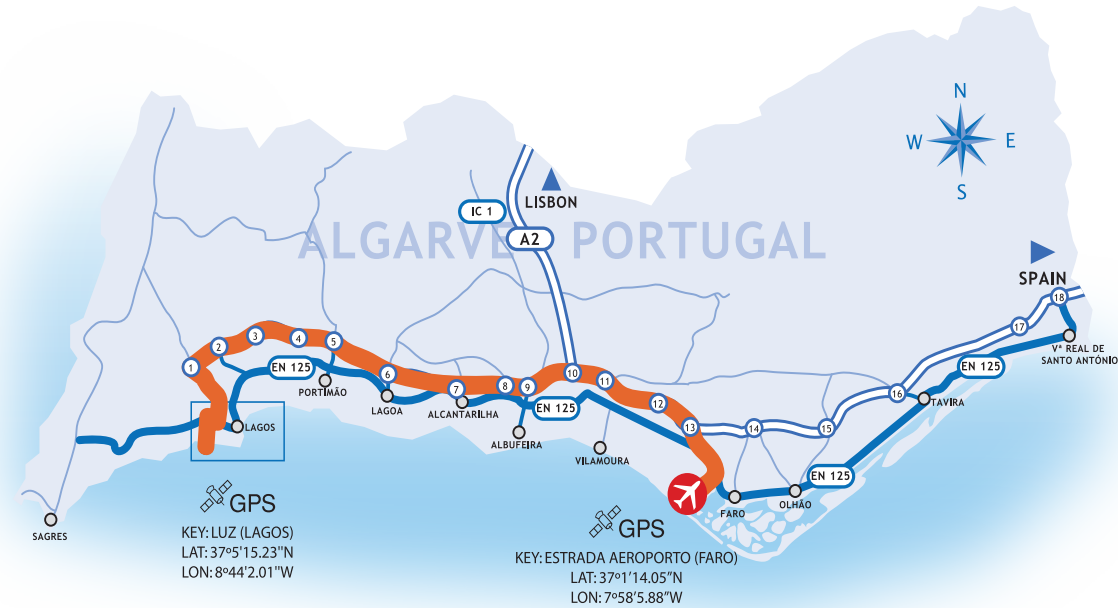 N
W
E
S
LISBON
IC 1
A2
ALGARVE PORTUGAL
SPAIN
18
17
Vª REAL DE
SANTO ANTÓNIO
EN 125
16
TAVIRA
15
14
13
12
11
10
9
8
7
6
5
4
3
2
1
EN 125
PORTIMÃO
LAGOA
ALCANTARILHA
EN 125
ALBUFEIRA
VILAMOURA
LAGOS
EN 125
FARO
OLHÃO
SAGRES
GPS
KEY: LUZ (LAGOS)
LAT: 37º5'15.23"N
LON: 8º44'2.01"W
GPS
KEY: ESTRADA AEROPORTO (FARO)
LAT: 37º1'14.05"N
LON: 7º58'5.88"W